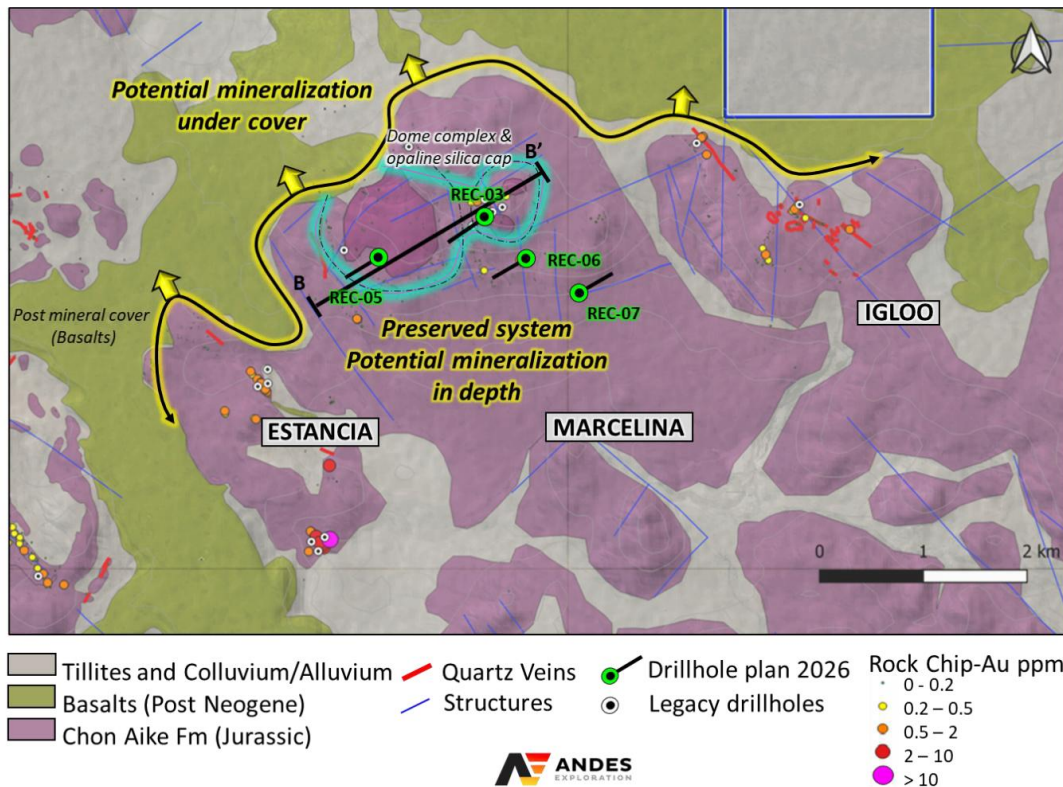 Potential mineralization
under cover
Dome complex &
opaline silica cap
B'
REC-03
REC-06
B
REC-05
REC-07
Post mineral cover
(Basalts)
Preserved system
Potential mineralization
in depth
IGLOO
ESTANCIA
MARCELINA
0 1 2 km
Tillites and Colluvium/Alluvium
Basalts (Post Neogene)
Chon Aike Fm (Jurassic)
Quartz Veins
Structures
Drillhole plan 2026
Legacy drillholes
Rock Chip-Au ppm
0 - 0.2
0.2 – 0.5
0.5 – 2
2 – 10
> 10
ANDES
EXPLORATION